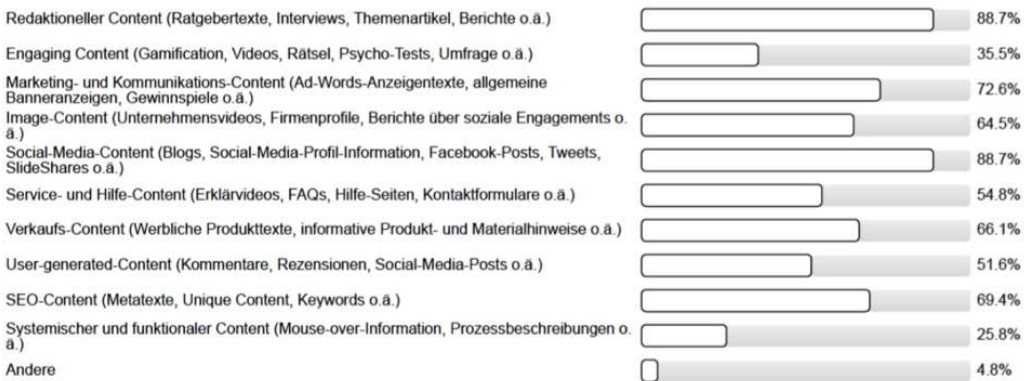 Redaktioneller Content (Ratgebertexte, Interviews, Themenartikel, Berichte o.ä.) 88.7%
Engaging Content (Gamification, Videos, Rätsel, Psycho-Tests, Umfrage o.ä.) 35.5%
Marketing- und Kommunikations-Content (Ad-Words-Anzeigentexte, allgemeine
Banneranzeigen, Gewinnspiele o.ä.) 72.6%
Image-Content (Unternehmensvideos, Firmenprofile, Berichte über soziale Engagements o.
ä.) 64.5%
Social-Media-Content (Blogs, Social-Media-Profil-Information, Facebook-Posts, Tweets,
SlideShares o.ä.) 88.7%
Service- und Hilfe-Content (Erklärvideos, FAQs, Hilfe-Seiten, Kontaktformulare o.ä.) 54.8%
Verkaufs-Content (Werbliche Produkttexte, informative Produkt- und Materialhinweise o.ä.) 66.1%
User-generated-Content (Kommentare, Rezensionen, Social-Media-Posts o.ä.) 51.6%
SEO-Content (Metatexte, Unique Content, Keywords o.ä.) 69.4%
Systemischer und funktionaler Content (Mouse-over-Information, Prozessbeschreibungen o.
ä.) 25.8%
Andere 4.8%